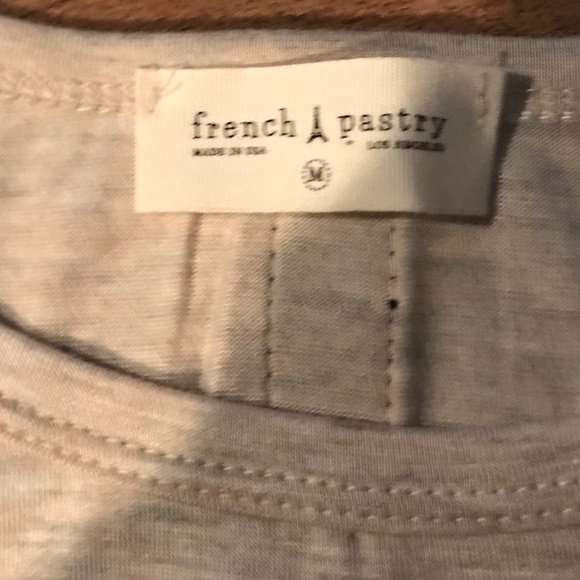 french pastry
MADE IN USA LOS ANGELES
M